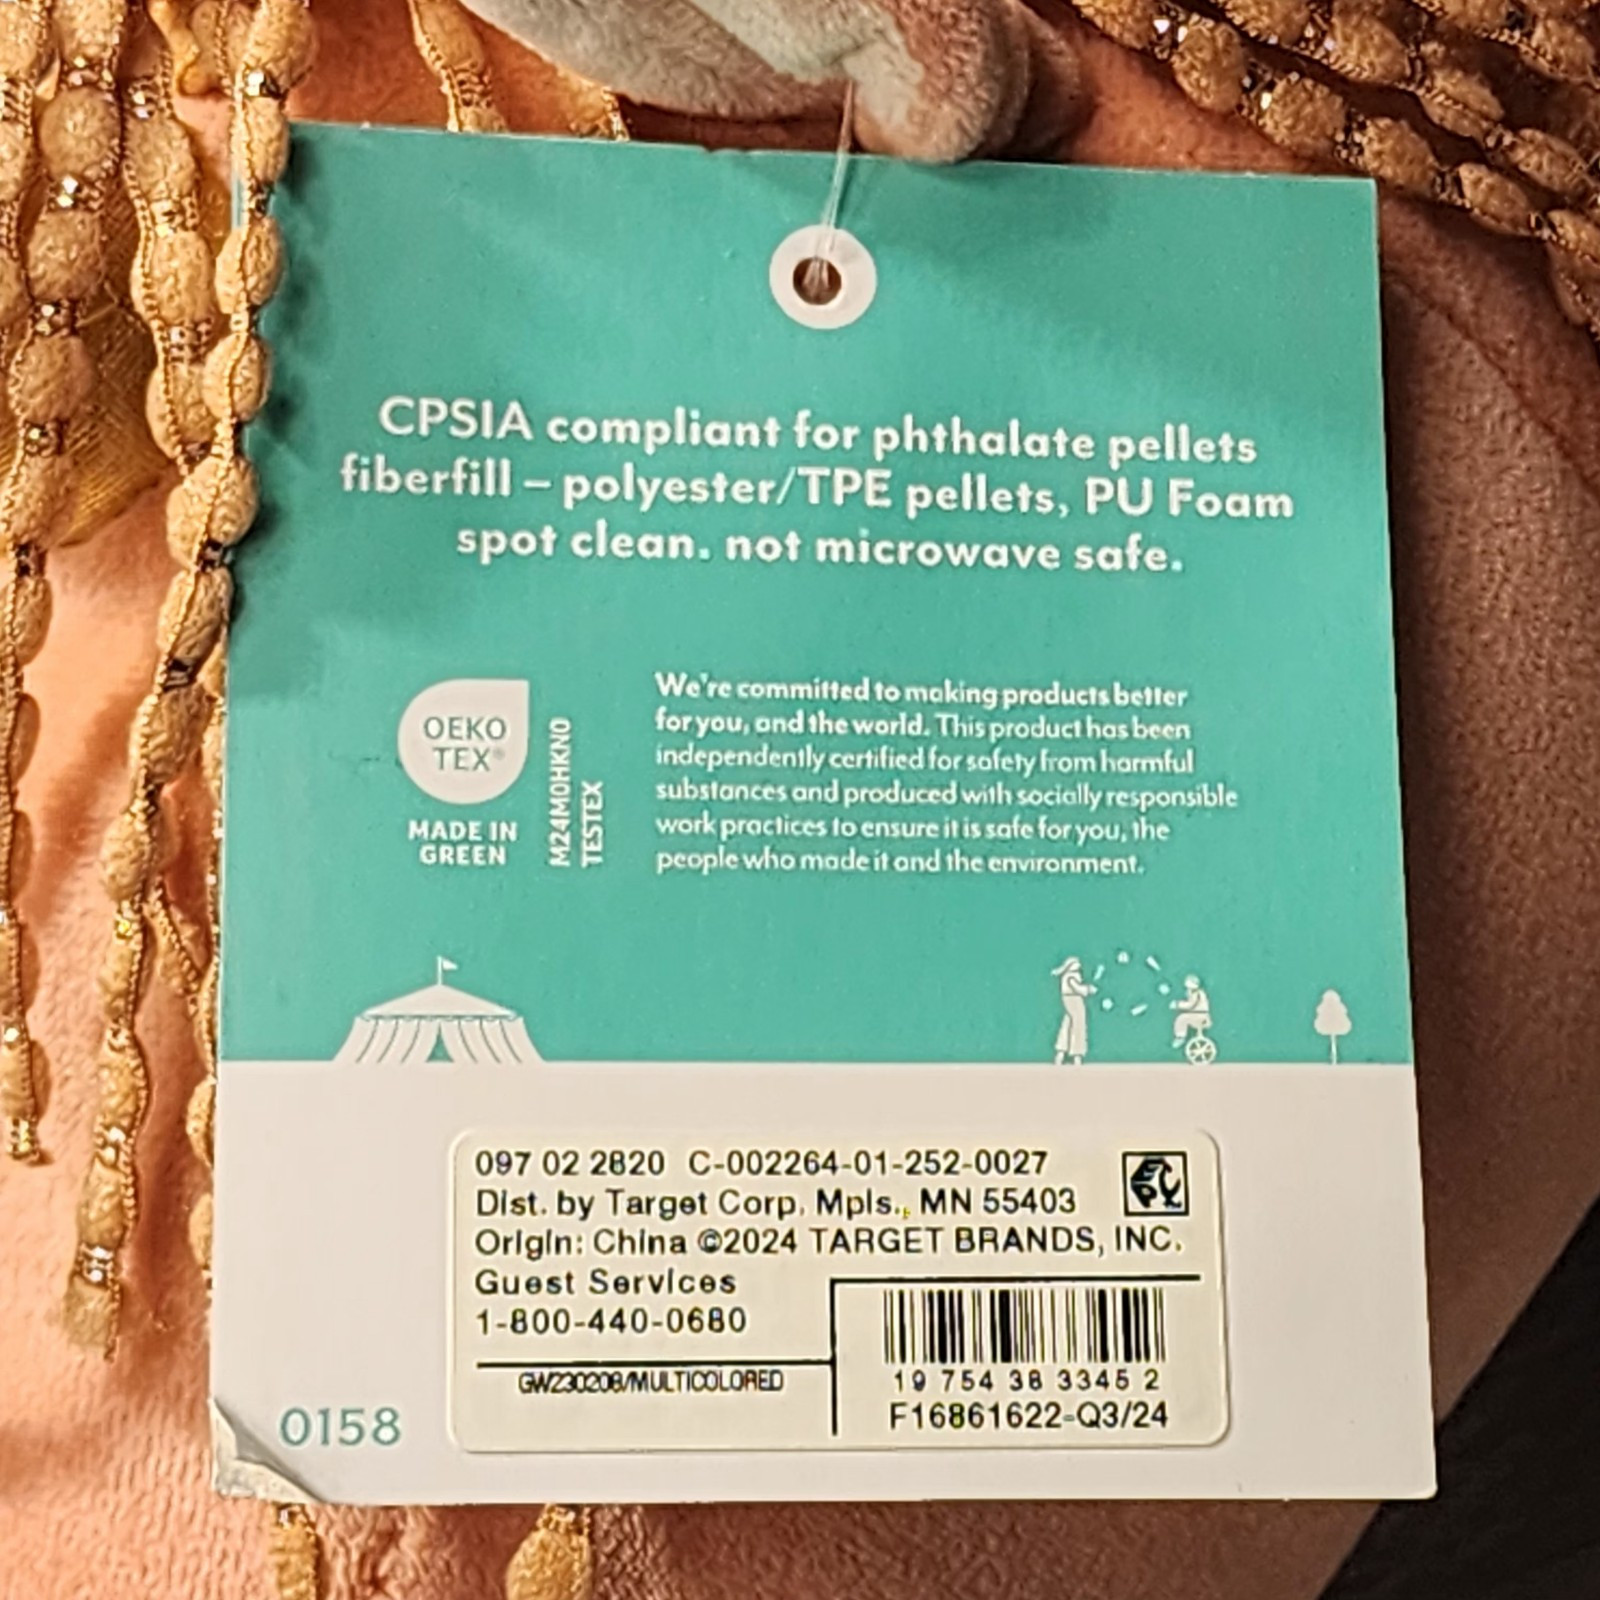 CPSIA compliant for phthalate pellets
fiberfill – polyester/TPE pellets, PU Foam
spot clean. not microwave safe.
OEKO
TEX®
MADE IN
GREEN
M24M0HKN0
TESTEX
We're committed to making products better
for you, and the world. This product has been
independently certified for safety from harmful
substances and produced with socially responsible
work practices to ensure it is safe for you, the
people who made it and the environment.
097 02 2820 C-002264-01-252-0027
Dist. by Target Corp. Mpls., MN 55403
Origin: China ©2024 TARGET BRANDS, INC.
Guest Services
1-800-440-0680
GW230208/MULTICOLORED
19 754 38 3345 2
F16861622-Q3/24
0158